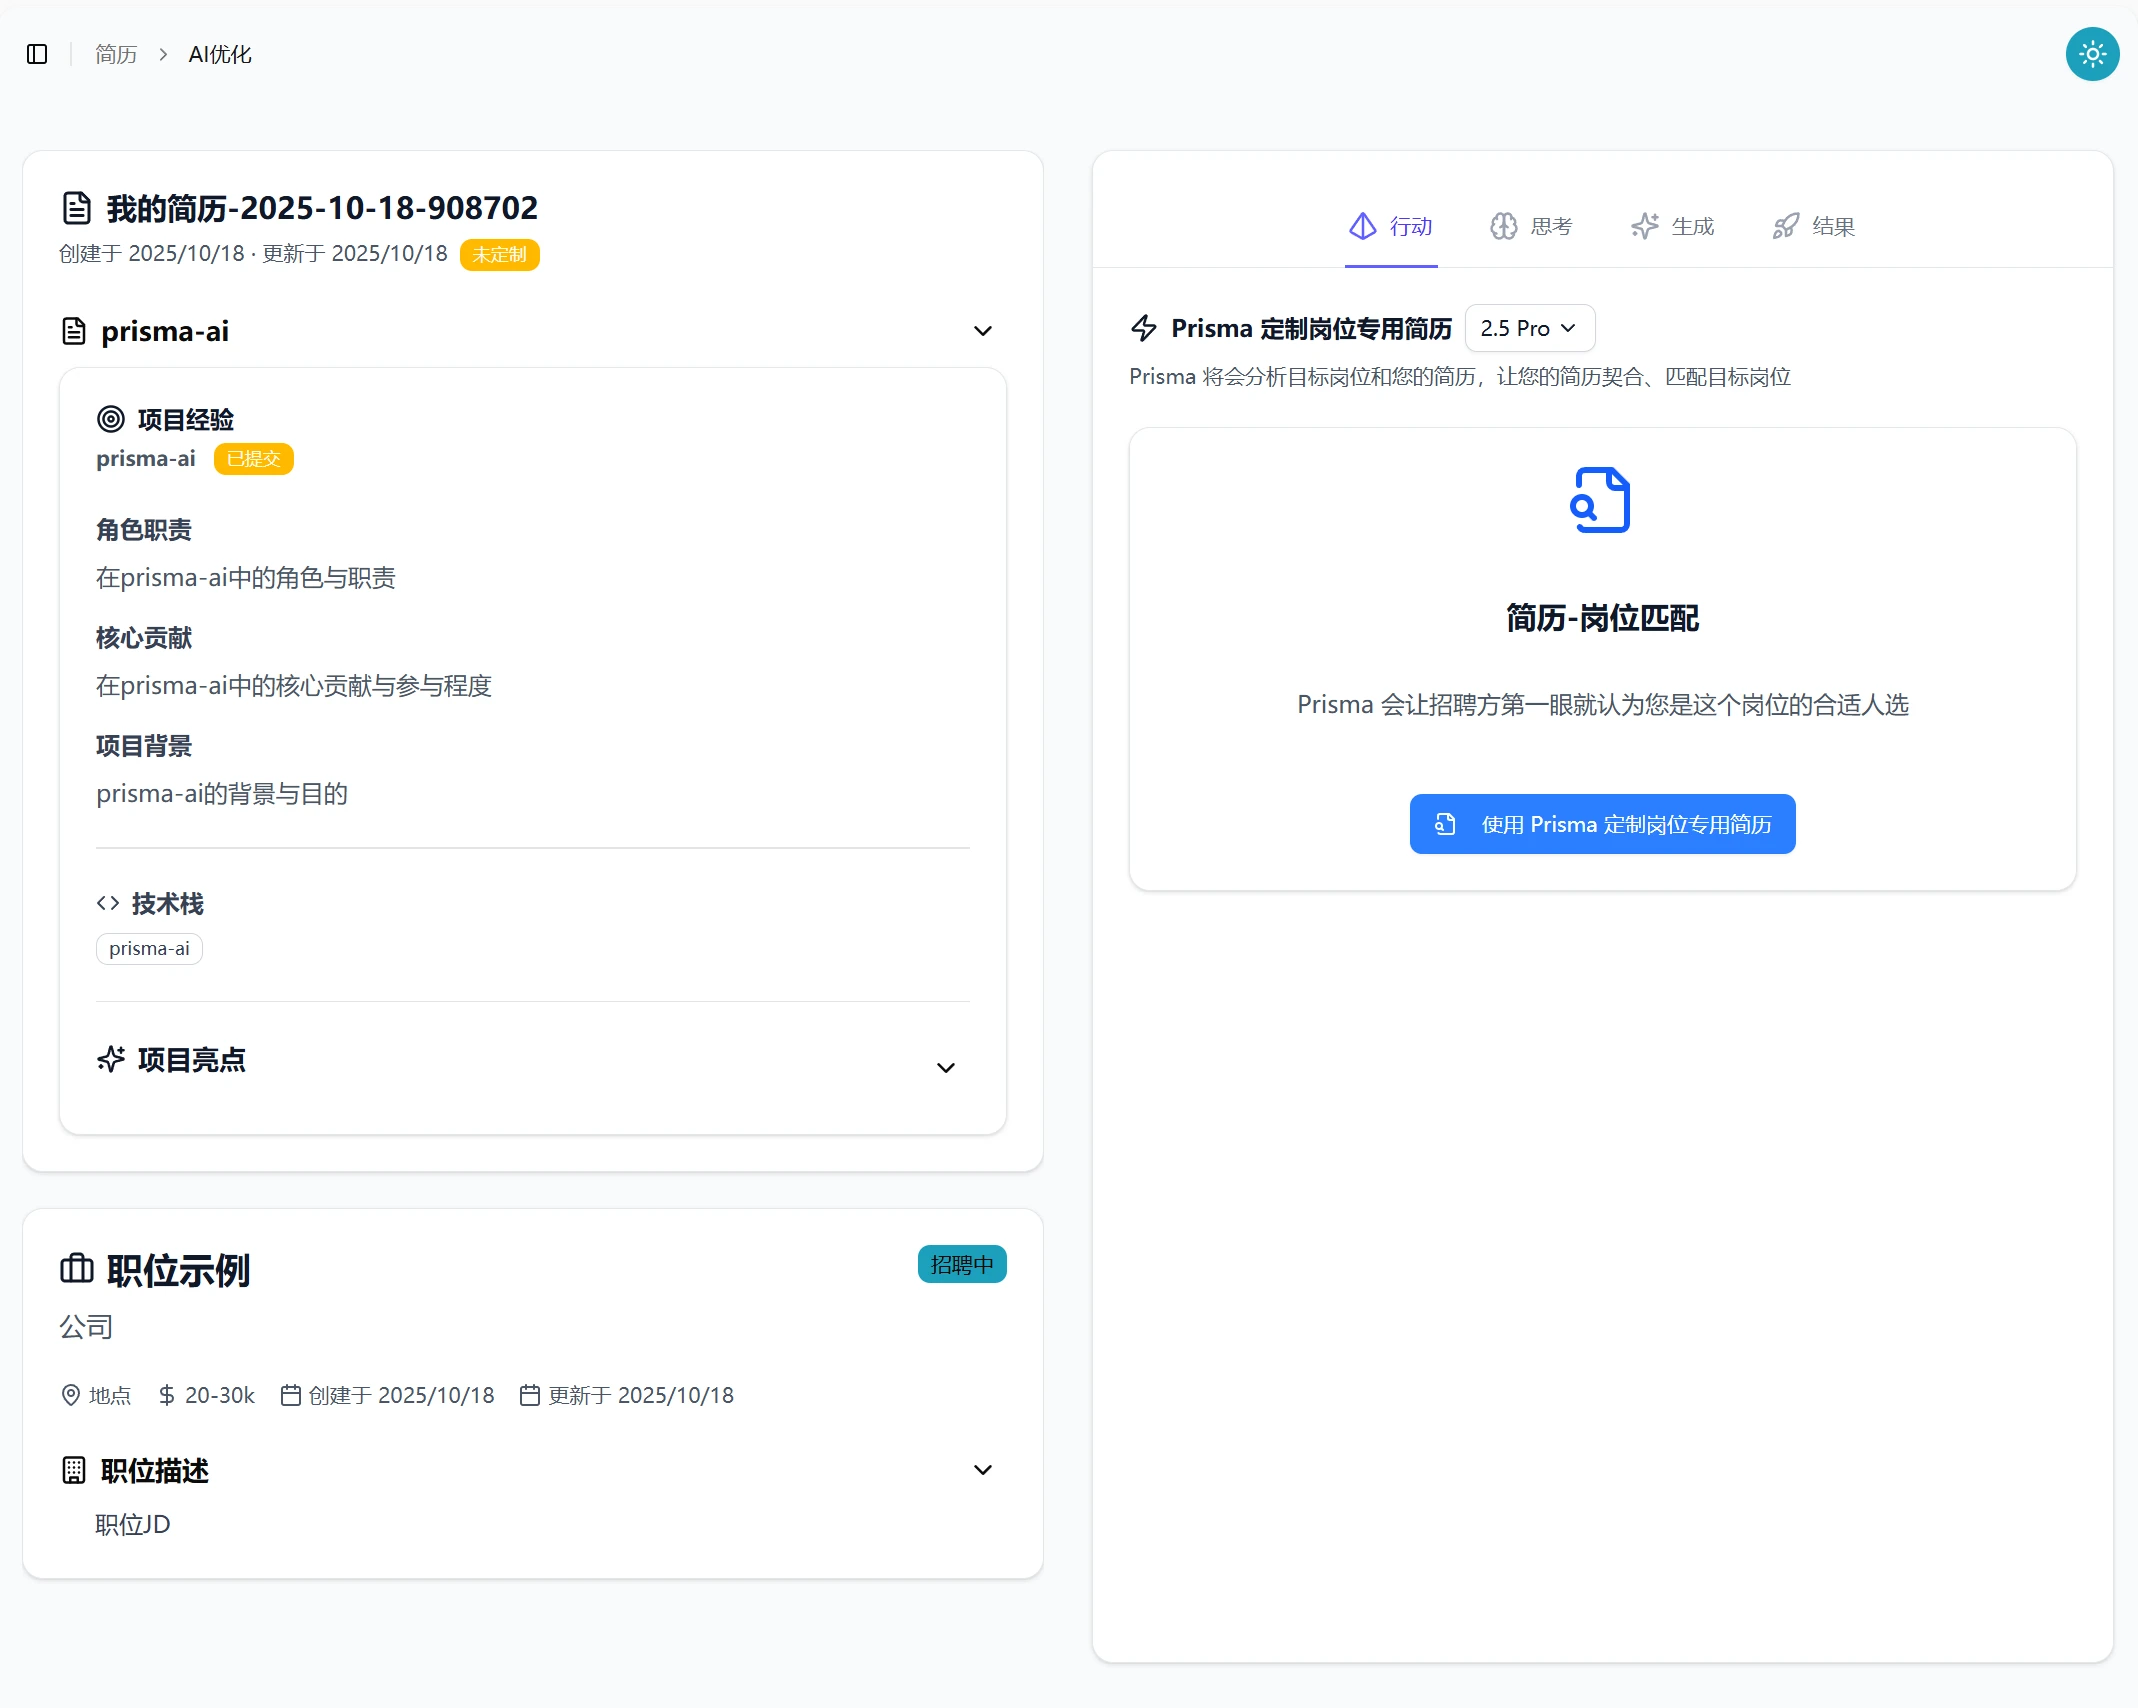 简历 > AI优化
我的简历-2025-10-18-908702
创建于 2025/10/18 · 更新于 2025/10/18 未定制
prisma-ai
项目经验
prisma-ai 已提交
角色职责
在prisma-ai中的角色与职责
核心贡献
在prisma-ai中的核心贡献与参与程度
项目背景
prisma-ai的背景与目的
技术栈
prisma-ai
项目亮点
职位示例 招聘中
公司
地点 $ 20-30k 创建于 2025/10/18 更新于 2025/10/18
职位描述
职位JD
行动 思考 生成 结果
Prisma 定制岗位专用简历 2.5 Pro
Prisma 将会分析目标岗位和您的简历，让您的简历契合、匹配目标岗位
简历-岗位匹配
Prisma 会让招聘方第一眼就认为您是这个岗位的合适人选
使用 Prisma 定制岗位专用简历